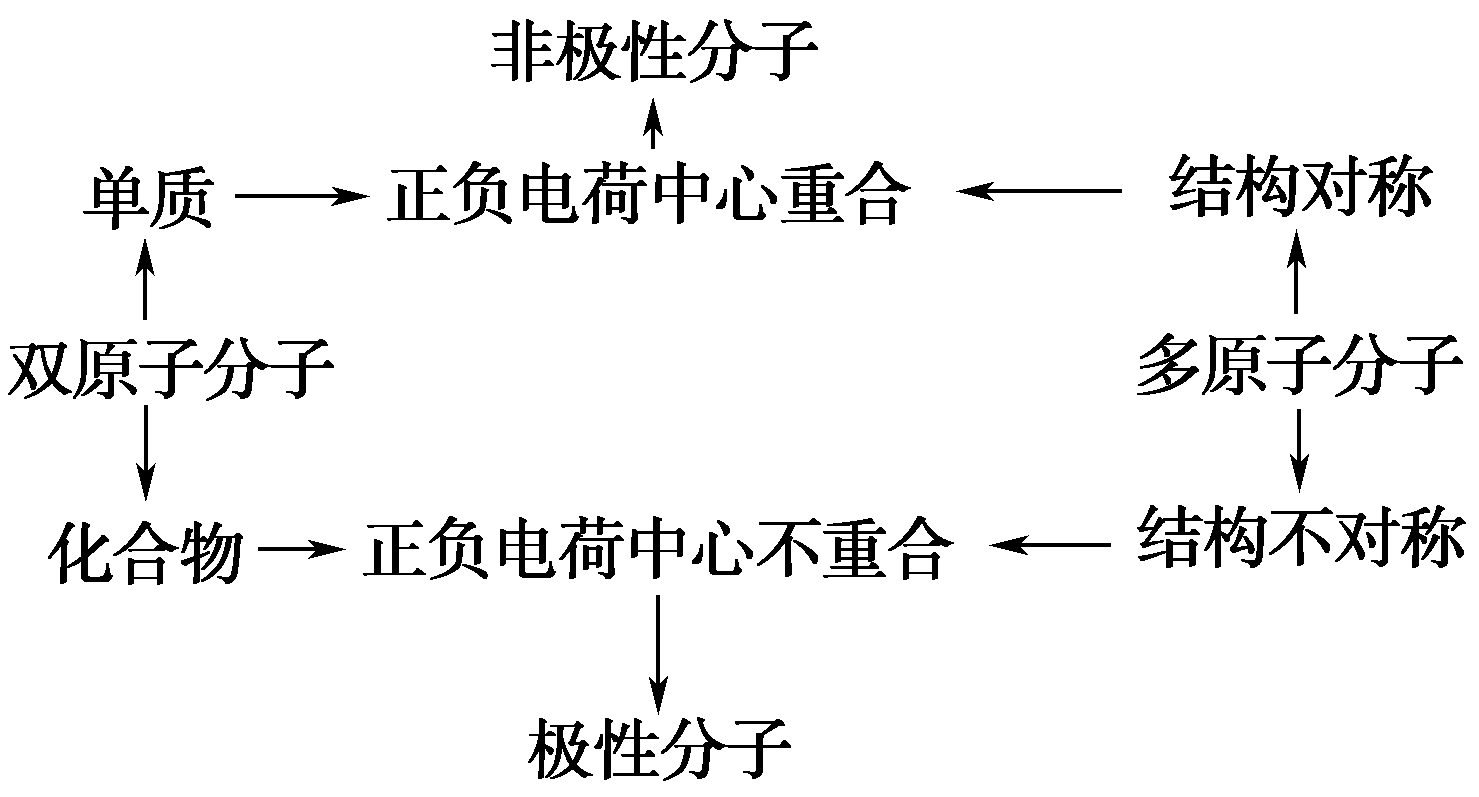 非极性分子
单质
正负电荷中心重合
结构对称
双原子分子
多原子分子
化合物
正负电荷中心不重合
结构不对称
极性分子